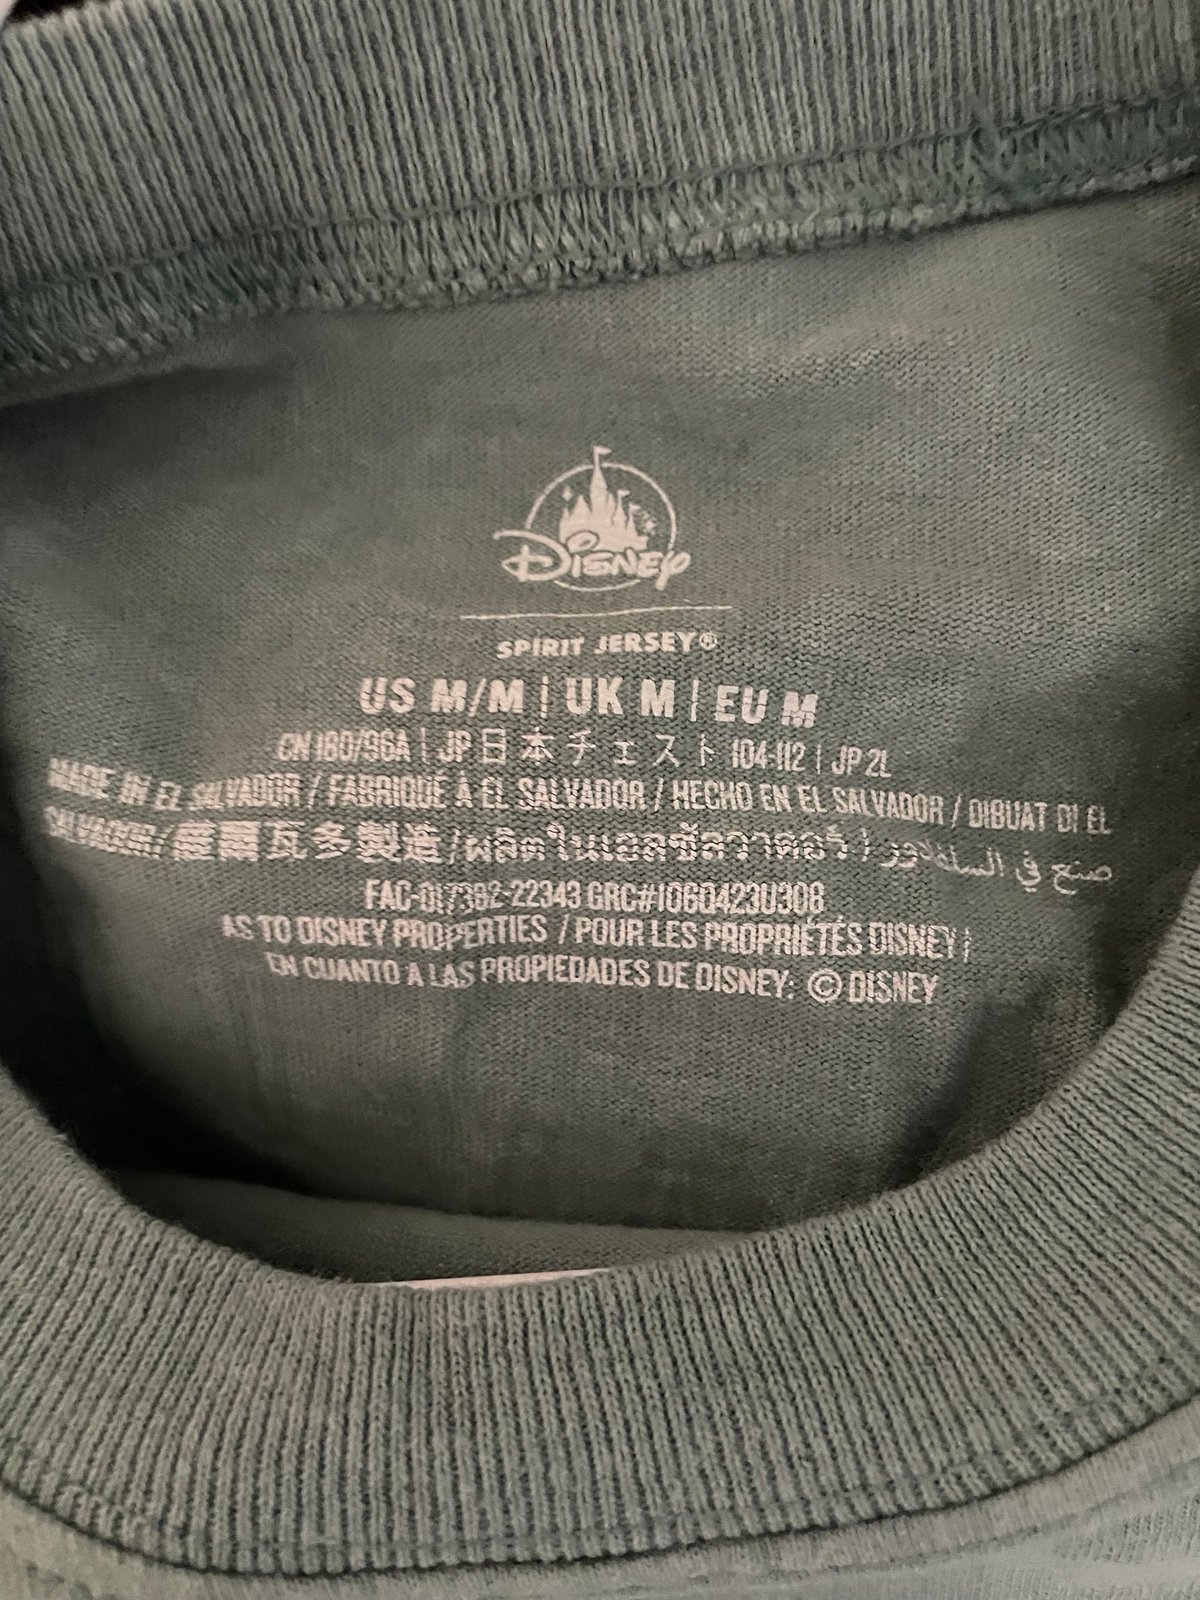 Disney
SPIRIT JERSEY®
US M/M | UK M | EU M
CN 180/96A | JP 日本チェスト 104-112 | JP 2L
MADE IN EL SALVADOR / FABRIQUÉ À EL SALVADOR / HECHO EN EL SALVADOR / DIBUAT DI EL
SALVADOR / 薩爾瓦多製造 / ผลิตในเอลซัลวาดอร์ / صنع في السلفادور
FAC-017382-22343 GRC#1060423U308
AS TO DISNEY PROPERTIES / POUR LES PROPRIÉTÉS DISNEY /
EN CUANTO A LAS PROPIEDADES DE DISNEY: © DISNEY